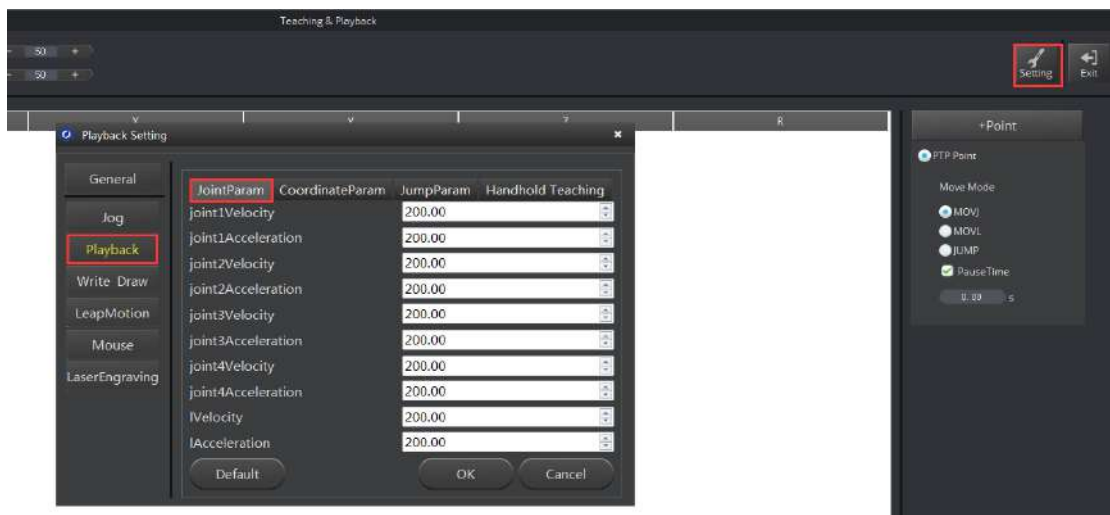 Teaching & Playback
- 50 +
- 50 +
Setting
Exit
8
Playback Setting
×
General
Jog
Playback
Write Draw
LeapMotion
Mouse
LaserEngraving
JointParam CoordinateParam JumpParam Handhold Teaching
joint1Velocity 200.00
joint1Acceleration 200.00
joint2Velocity 200.00
joint2Acceleration 200.00
joint3Velocity 200.00
joint3Acceleration 200.00
joint4Velocity 200.00
joint4Acceleration 200.00
lVelocity 200.00
lAcceleration 200.00
Default OK Cancel
+Point
PTP Point
Move Mode
MOVJ
MOVL
JUMP
PauseTime
0.00 s